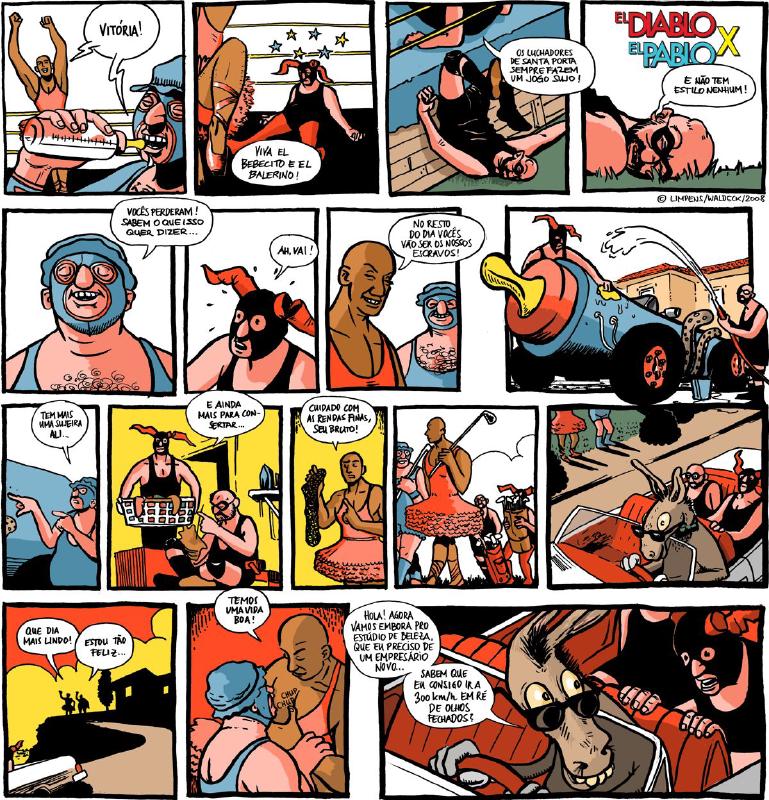 VITÓRIA!
VIVA EL
BEBECITO E EL
BALERINO!
OS LUCHADORES
DE SANTA PORTA
SEMPRE FAZEM
UM JOGO SUJO!
EL DIABLO
X
EL PABLO
E NÃO TEM
ESTILO NENHUM!
© LIMPENS/WALDECK/2008
VOCÊS PERDERAM!
SABEM O QUE ISSO
QUER DIZER...
AH, VAI!
NO RESTO
DO DIA VOCÊS
VÃO SER OS NOSSOS
ESCRAVOS!
TEM MAIS
UMA SUJEIRA
ALI...
E AINDA
MAIS PARA CON-
SERTAR...
CUIDADO COM
AS RENDAS FINAS,
SEU BRUTO!
QUE DIA
MAIS LINDO!
ESTOU TÃO
FELIZ...
TEMOS
UMA VIDA
BOA!
CHUP
CHUP
HOLA! AGORA
VAMOS EMBORA PRO
ESTÚDIO DE BELEZA,
QUE EU PRECISO DE
UM EMPRESÁRIO
NOVO...
SABEM QUE
EU CONSIGO IR A
300 KM/H. EM RÉ
DE OLHOS
FECHADOS?